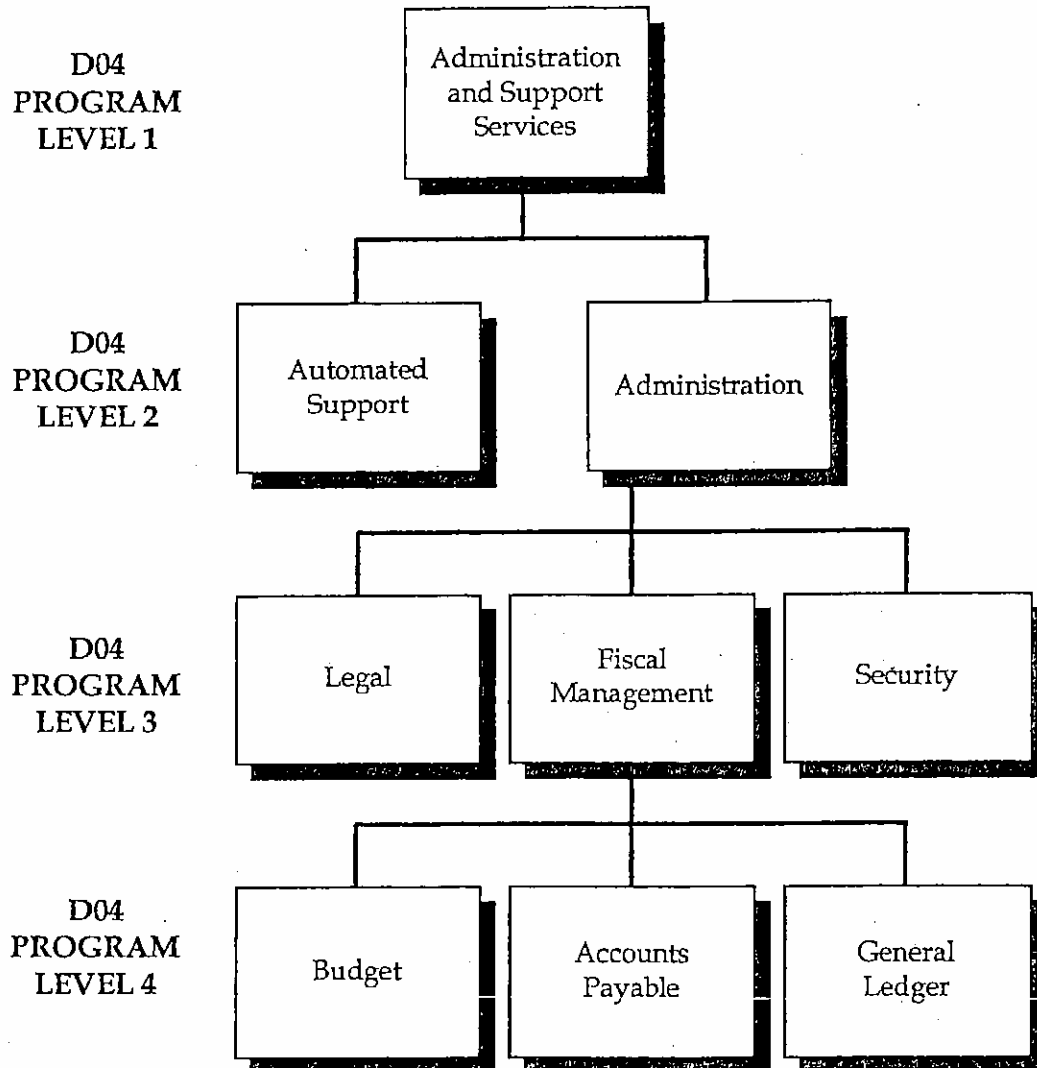 D04
PROGRAM
LEVEL 1
Administration
and Support
Services
D04
PROGRAM
LEVEL 2
Automated
Support
Administration
D04
PROGRAM
LEVEL 3
Legal
Fiscal
Management
Security
D04
PROGRAM
LEVEL 4
Budget
Accounts
Payable
General
Ledger